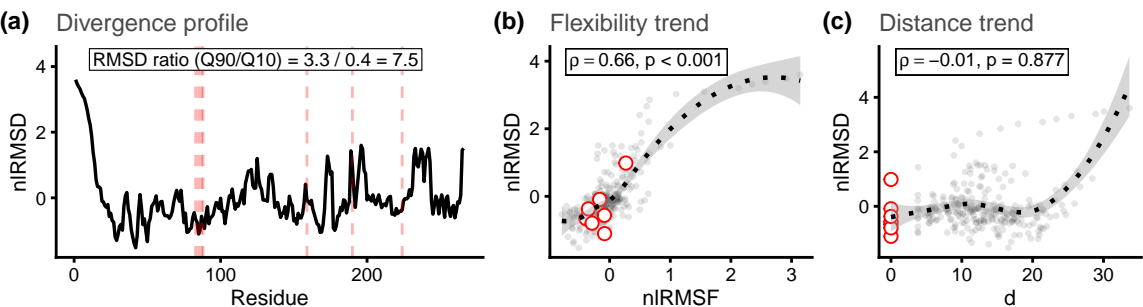 (a) Divergence profile
RMSD ratio (Q90/Q10) = 3.3 / 0.4 = 7.5
nlRMSD
4
2
0
0
100
200
Residue
(b) Flexibility trend
ρ = 0.66, p < 0.001
nlRMSD
4
2
0
0
1
2
3
nlRMSF
(c) Distance trend
ρ = −0.01, p = 0.877
nlRMSD
4
2
0
0
10
20
30
d